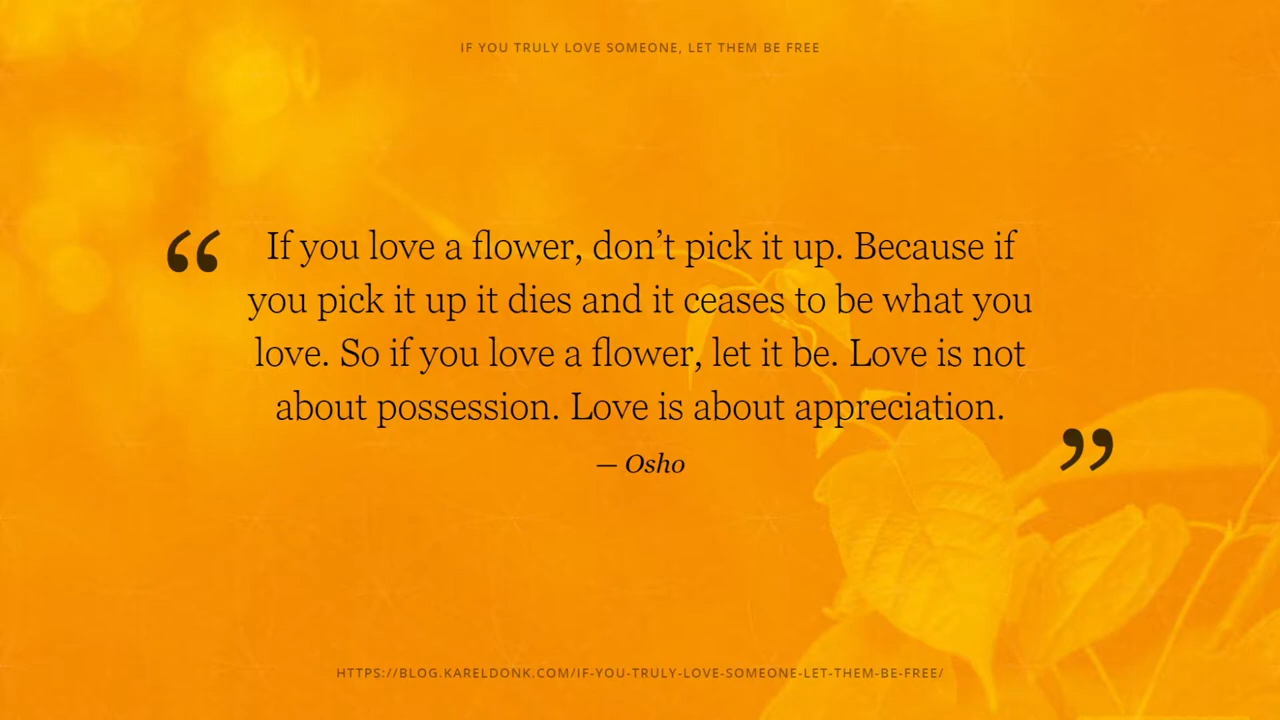 IF YOU TRULY LOVE SOMEONE, LET THEM BE FREE
“ If you love a flower, don’t pick it up. Because if
you pick it up it dies and it ceases to be what you
love. So if you love a flower, let it be. Love is not
about possession. Love is about appreciation. ”
— Osho
HTTPS://BLOG.KARELDONK.COM/IF-YOU-TRULY-LOVE-SOMEONE-LET-THEM-BE-FREE/